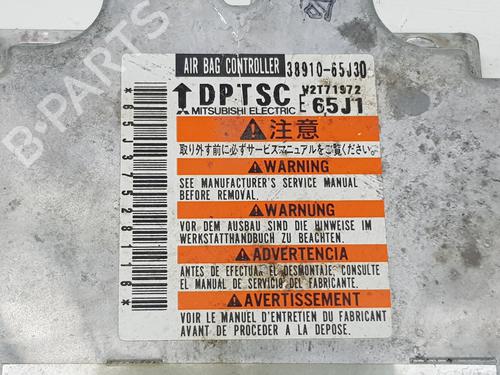 AIR BAG CONTROLLER 38910-65J30
DPTSC W2T71972
MITSUBISHI ELECTRIC E 65J1
注意
取り外す前に必ずサービスマニュアルをご覧ください。
WARNING
SEE MANUFACTURER'S SERVICE MANUAL
BEFORE REMOVAL.
WARNUNG
VOR DEM AUSBAU SIND DIE HINWEISE IM
WERKSTATTHANDBUCH ZU BEACHTEN.
ADVERTENCIA
ANTES DE EFECTUAR EL DESMONTAJE, CONSULTE
EL MANUAL DE SERVICIO DEL FABRICANTE.
AVERTISSEMENT
VOIR LE MANUEL D'ENTRETIEN DU FABRICANT
AVANT DE PROCEDER A LA DEPOSE.
*65J37528116*
B-PARTS